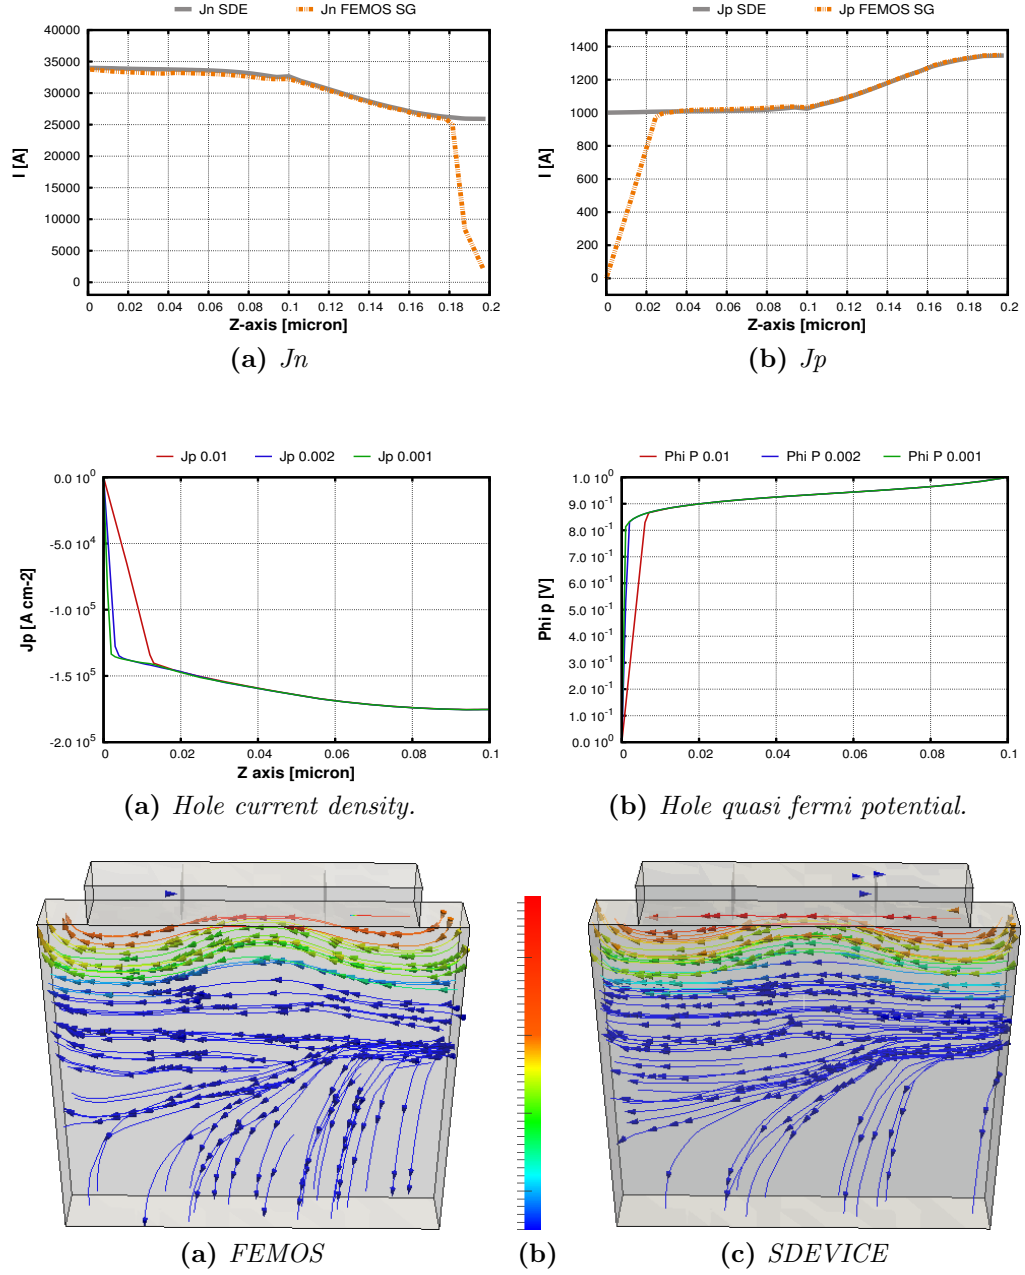 Jn SDE Jn FEMOS SG
40000
35000
30000
25000
20000
15000
10000
5000
0
I [A]
0 0.02 0.04 0.06 0.08 0.1 0.12 0.14 0.16 0.18 0.2
Z-axis [micron]
(a) Jn
Jp SDE Jp FEMOS SG
1400
1200
1000
800
600
400
200
0
I [A]
0 0.02 0.04 0.06 0.08 0.1 0.12 0.14 0.16 0.18 0.2
Z-axis [micron]
(b) Jp
Jp 0.01 Jp 0.002 Jp 0.001
0.0 10^0
-5.0 10^4
-1.0 10^5
-1.5 10^5
-2.0 10^5
Jp [A cm-2]
0 0.02 0.04 0.06 0.08 0.1
Z axis [micron]
(a) Hole current density.
Phi P 0.01 Phi P 0.002 Phi P 0.001
1.0 10^0
9.0 10^-1
8.0 10^-1
7.0 10^-1
6.0 10^-1
5.0 10^-1
4.0 10^-1
3.0 10^-1
2.0 10^-1
1.0 10^-1
0.0 10^0
Phi p [V]
0 0.02 0.04 0.06 0.08 0.1
(b) Hole quasi fermi potential.
(a) FEMOS
(b)
(c) SDEVICE